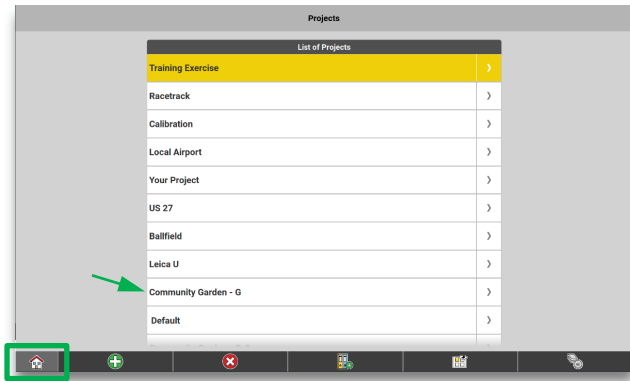 Projects
List of Projects
Training Exercise
Racetrack
Calibration
Local Airport
Your Project
US 27
Ballfield
Leica U
Community Garden - G
Default